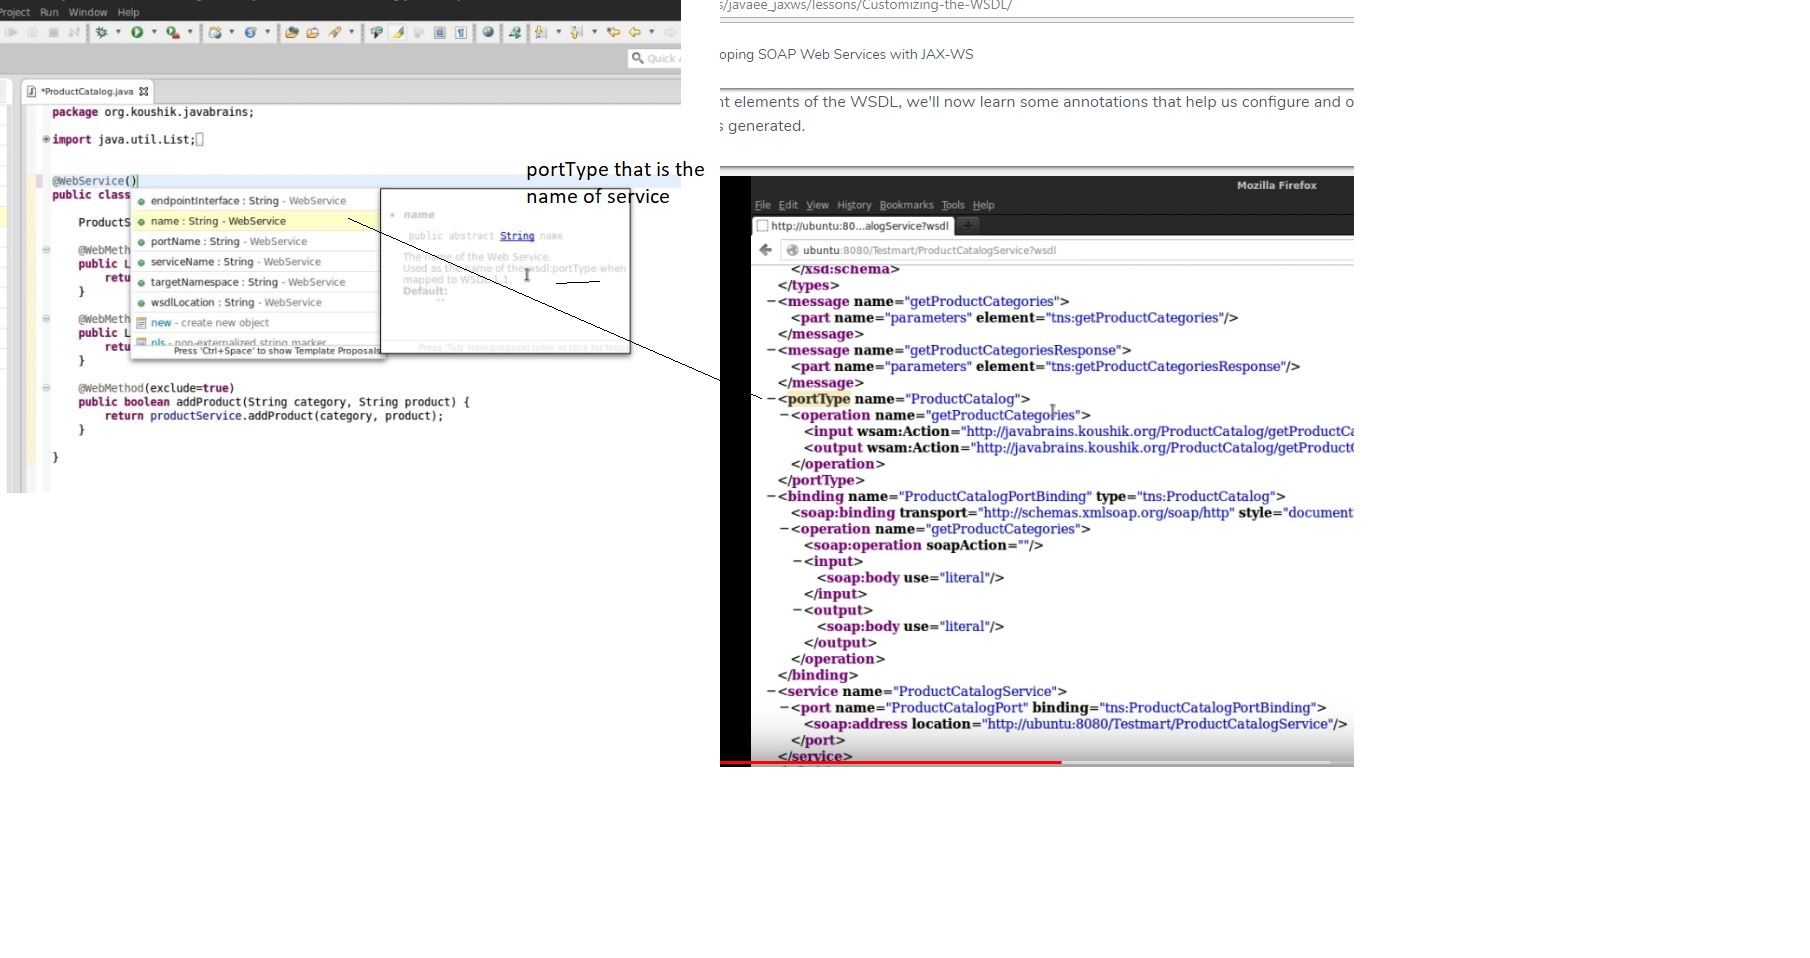 Project Run Window Help
Quick
*ProductCatalog.java
package org.koushik.javabrains;
import java.util.List;
@WebService()
public class
ProductS
@WebMeth
public L
retu
}
@WebMeth
public L
retu
}
@WebMethod(exclude=true)
public boolean addProduct(String category, String product) {
return productService.addProduct(category, product);
}
}
endpointInterface : String - WebService
name : String - WebService
portName : String - WebService
serviceName : String - WebService
targetNamespace : String - WebService
wsdlLocation : String - WebService
new - create new object
nls - non-externalized string marker
Press 'Ctrl+Space' to show Template Proposals
name
public abstract String name
The name of the Web Service.
Used as the name of the wsdl:portType when
mapped to WSDL 1.1.
Default:
""
Press 'Tab' from proposal table or click for focus
portType that is the
name of service
s/javaee_jaxws/lessons/Customizing-the-WSDL/
oping SOAP Web Services with JAX-WS
nt elements of the WSDL, we'll now learn some annotations that help us configure and o
s generated.
Mozilla Firefox
File Edit View History Bookmarks Tools Help
http://ubuntu:80...alogService?wsdl
ubuntu:8080/Testmart/ProductCatalogService?wsdl
</xsd:schema>
</types>
−<message name="getProductCategories">
<part name="parameters" element="tns:getProductCategories"/>
</message>
−<message name="getProductCategoriesResponse">
<part name="parameters" element="tns:getProductCategoriesResponse"/>
</message>
−<portType name="ProductCatalog">
−<operation name="getProductCategories">
<input wsam:Action="http://javabrains.koushik.org/ProductCatalog/getProductCa
<output wsam:Action="http://javabrains.koushik.org/ProductCatalog/getProductC
</operation>
</portType>
−<binding name="ProductCatalogPortBinding" type="tns:ProductCatalog">
<soap:binding transport="http://schemas.xmlsoap.org/soap/http" style="document"
−<operation name="getProductCategories">
<soap:operation soapAction=""/>
−<input>
<soap:body use="literal"/>
</input>
−<output>
<soap:body use="literal"/>
</output>
</operation>
</binding>
−<service name="ProductCatalogService">
−<port name="ProductCatalogPort" binding="tns:ProductCatalogPortBinding">
<soap:address location="http://ubuntu:8080/Testmart/ProductCatalogService"/>
</port>
</service>